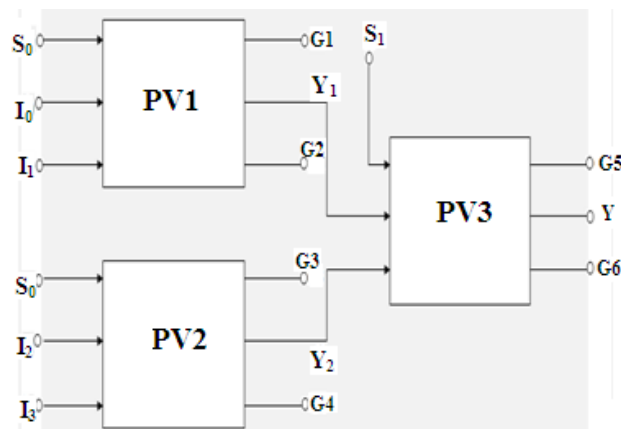 S₀
I₀
I₁
PV1
G1
Y₁
G2
S₁
PV3
G5
Y
G6
S₀
I₂
I₃
PV2
G3
Y₂
G4